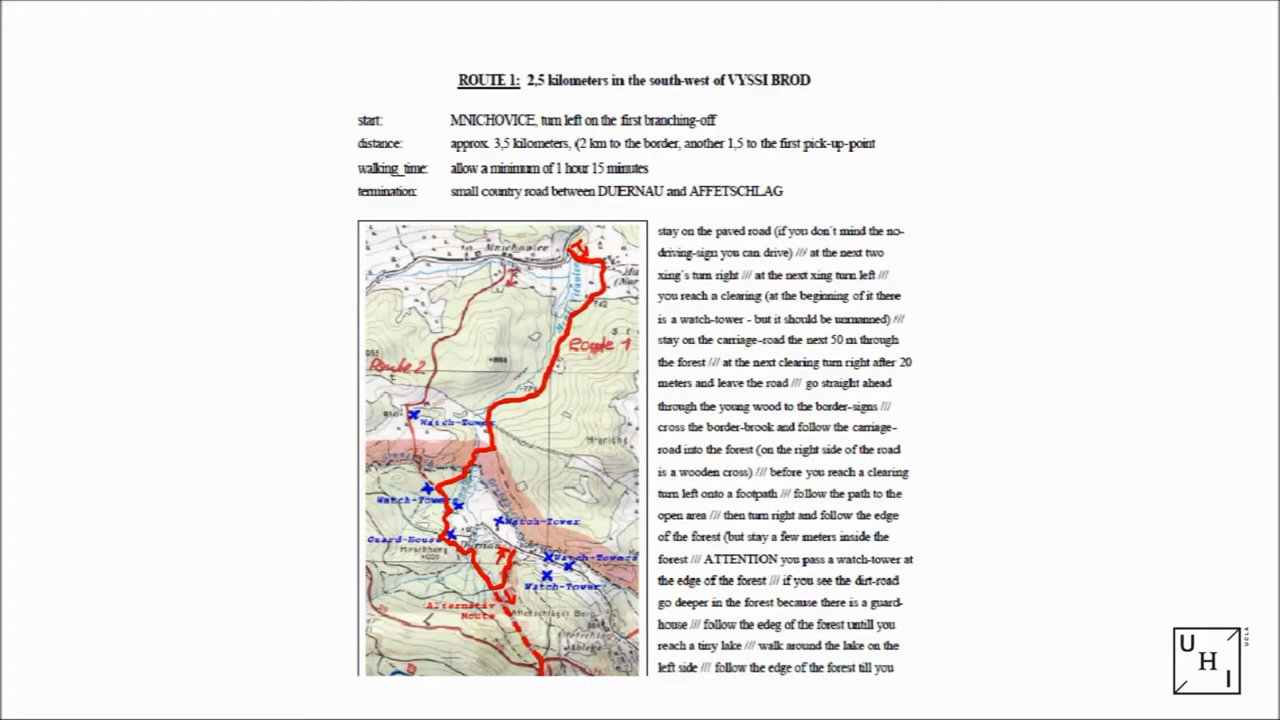 ROUTE 1: 2,5 kilometers in the south-west of VYSSI BROD
start: MNICHOVICE, turn left on the first branching-off
distance: approx. 3,5 kilometers, (2 km to the border, another 1,5 to the first pick-up-point
walking_time: allow a minimum of 1 hour 15 minutes
termination: small country road between DUERNAU and AFFETSCHLAG
Mnichovice
742
Route 1
Route 2
Watch-Tower
Watch-Towers
Watch-Tower
Guard-House
Hirschberg
Watch-Towers
Watch-Tower
Alternativ
Route
stay on the paved road (if you don´t mind the no-
driving-sign you can drive) /// at the next two
xing´s turn right /// at the next xing turn left ///
you reach a clearing (at the beginning of it there
is a watch-tower - but it should be unmanned) ///
stay on the carriage-road the next 50 m through
the forest /// at the next clearing turn right after 20
meters and leave the road /// go straight ahead
through the young wood to the border-signs ///
cross the border-brook and follow the carriage-
road into the forest (on the right side of the road
is a wooden cross) /// before you reach a clearing
turn left onto a footpath /// follow the path to the
open area /// then turn right and follow the edge
of the forest (but stay a few meters inside the
forest /// ATTENTION you pass a watch-tower at
the edge of the forest /// if you see the dirt-road
go deeper in the forest because there is a guard-
house /// follow the edeg of the forest untill you
reach a tiny lake /// walk around the lake on the
left side /// follow the edge of the forest till you
UHI
UCLA